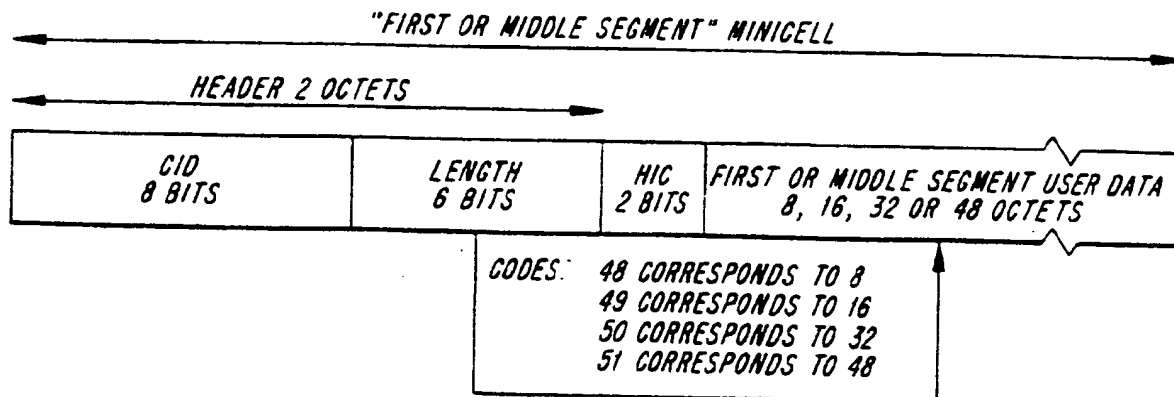 "FIRST OR MIDDLE SEGMENT" MINICELL
HEADER 2 OCTETS
CID
8 BITS
LENGTH
6 BITS
HIC
2 BITS
FIRST OR MIDDLE SEGMENT USER DATA
8, 16, 32 OR 48 OCTETS
CODES: 48 CORRESPONDS TO 8
49 CORRESPONDS TO 16
50 CORRESPONDS TO 32
51 CORRESPONDS TO 48